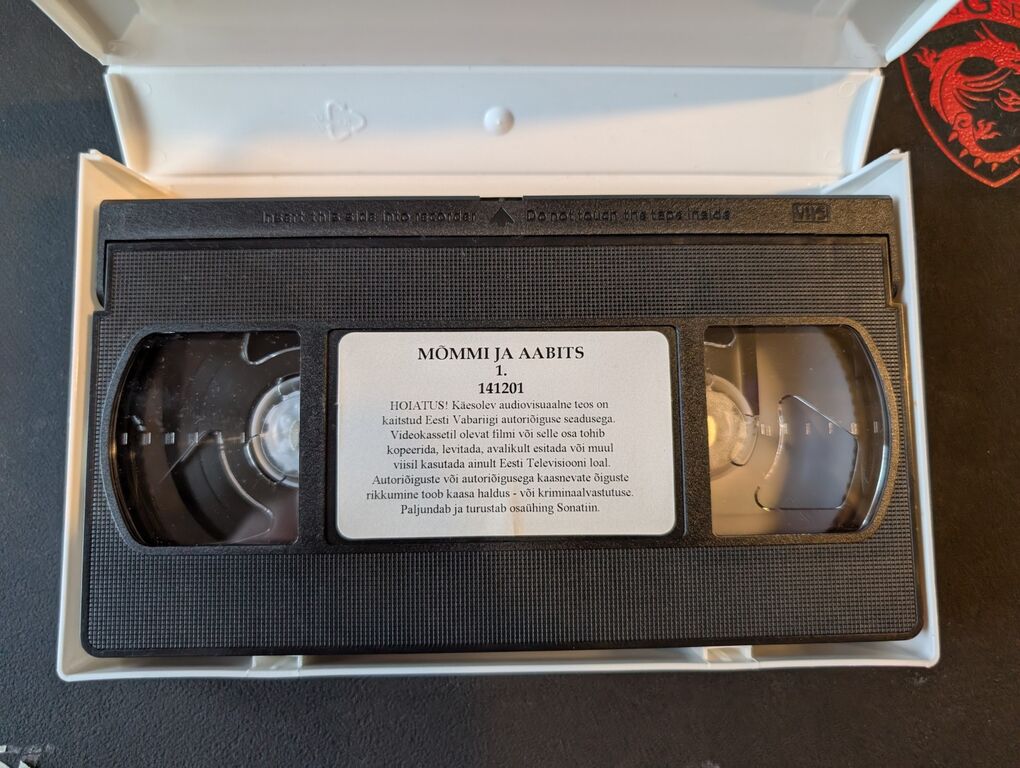 Insert this side into recorder Do not touch the tape inside VHS
MÕMMI JA AABITS
1.
141201
HOIATUS! Käesolev audiovisuaalne teos on
kaitstud Eesti Vabariigi autoriõiguse seadusega.
Videokassetil olevat filmi või selle osa tohib
kopeerida, levitada, avalikult esitada või muul
viisil kasutada ainult Eesti Televisiooni loal.
Autoriõiguste või autoriõigusega kaasnevate õiguste
rikkumine toob kaasa haldus - või kriminaalvastutuse.
Paljundab ja turustab osaühing Sonatiin.